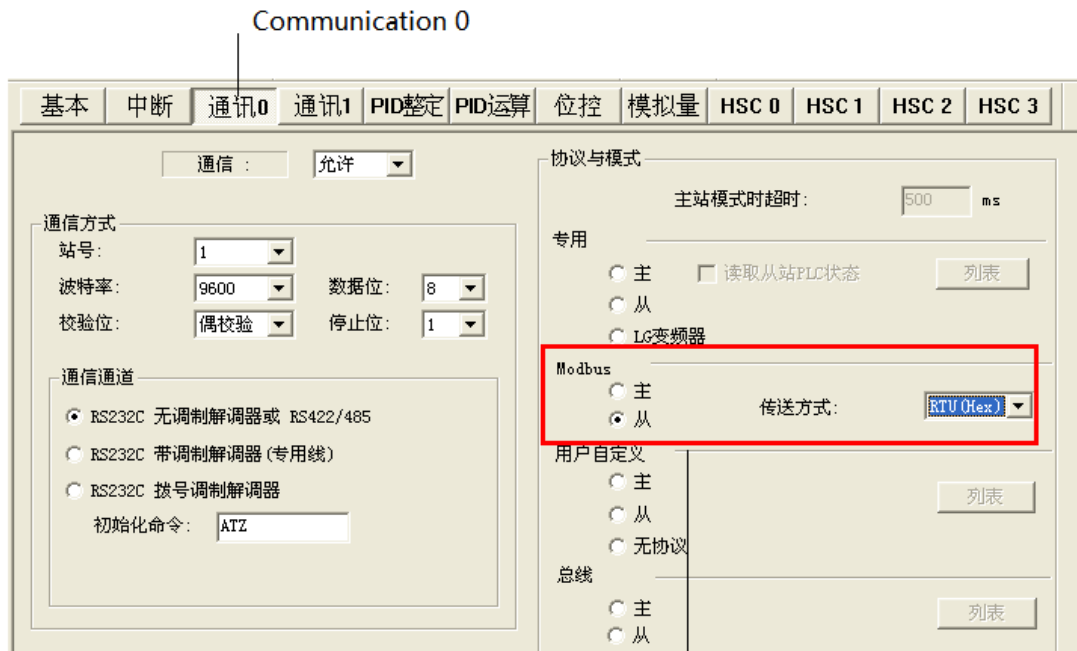 Communication 0
基本 中断 通讯0 通讯1 PID整定 PID运算 位控 模拟量 HSC 0 HSC 1 HSC 2 HSC 3
通信 : 允许
通信方式
站号: 1
波特率: 9600 数据位: 8
校验位: 偶校验 停止位: 1
通信通道
RS232C 无调制解调器或 RS422/485
RS232C 带调制解调器(专用线)
RS232C 拨号调制解调器
初始化命令: ATZ
协议与模式
主站模式时超时: 500 ms
专用
主 读取从站PLC状态 列表
从
LG变频器
Modbus
主
从 传送方式: RTU(Hex)
用户自定义
主
列表
从
无协议
总线
主 列表
从